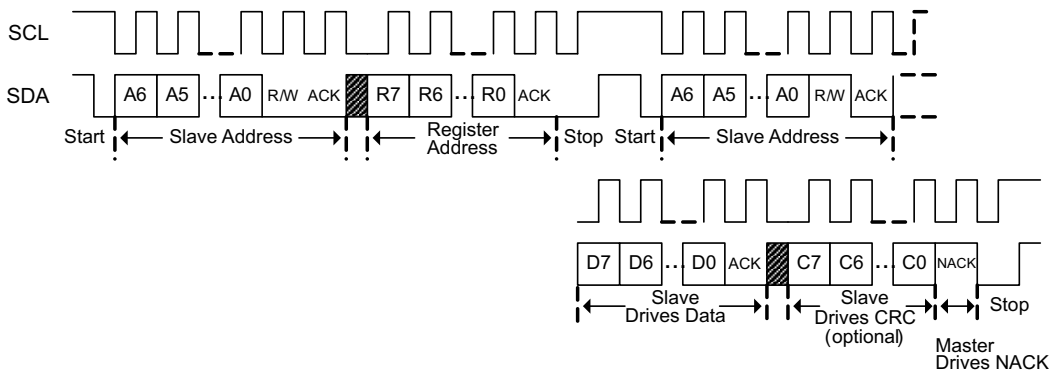 SCL
SDA
A6 A5 ... A0 R/W ACK R7 R6 ... R0 ACK A6 A5 ... A0 R/W ACK
Start Slave Address Register Address Stop Start Slave Address
D7 D6 ... D0 ACK C7 C6 ... C0 NACK
Slave Drives Data
Slave Drives CRC (optional)
Stop
Master Drives NACK